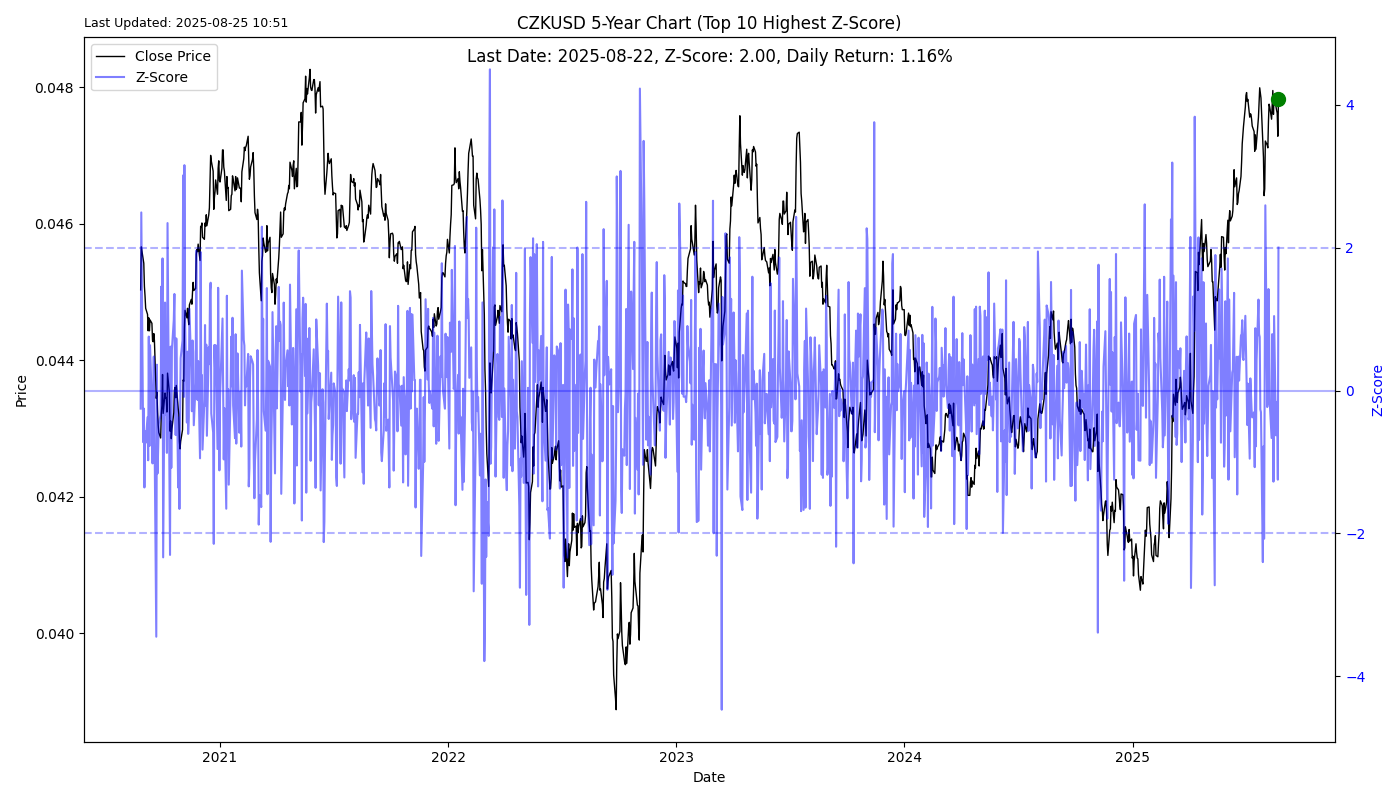 Last Updated: 2025-08-25 10:51
CZKUSD 5-Year Chart (Top 10 Highest Z-Score)
Last Date: 2025-08-22, Z-Score: 2.00, Daily Return: 1.16%
Close Price
Z-Score
0.048
0.046
0.044
0.042
0.040
Price
4
2
0
−2
−4
Z-Score
2021
2022
2023
2024
2025
Date